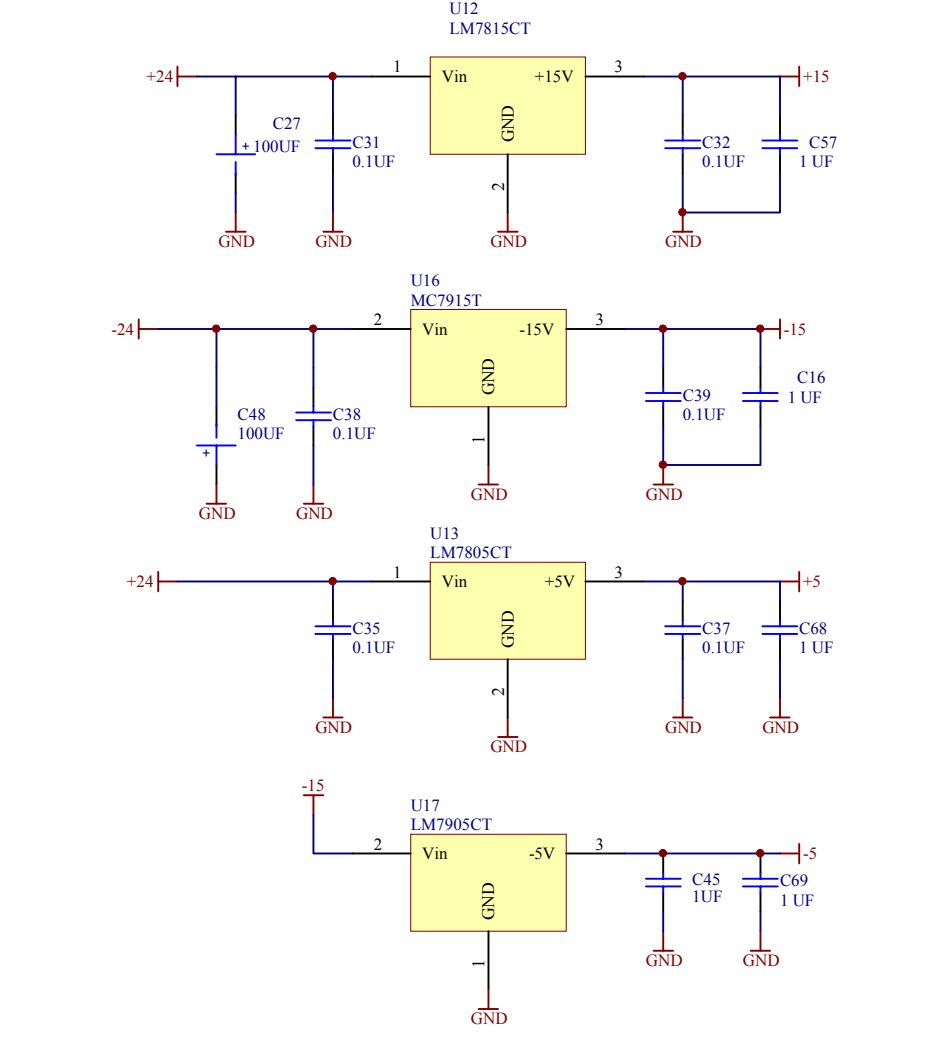 U12
LM7815CT
+24
1
Vin
+15V
3
+15
GND
2
C27
+ 100UF
C31
0.1UF
C32
0.1UF
C57
1 UF
GND
GND
GND
GND
U16
MC7915T
-24
2
Vin
-15V
3
-15
GND
1
C48
100UF
+
C38
0.1UF
C39
0.1UF
C16
1 UF
GND
GND
GND
GND
U13
LM7805CT
+24
1
Vin
+5V
3
+5
GND
2
C35
0.1UF
C37
0.1UF
C68
1 UF
GND
GND
GND
GND
-15
U17
LM7905CT
2
Vin
-5V
3
-5
GND
1
C45
1UF
C69
1 UF
GND
GND
GND